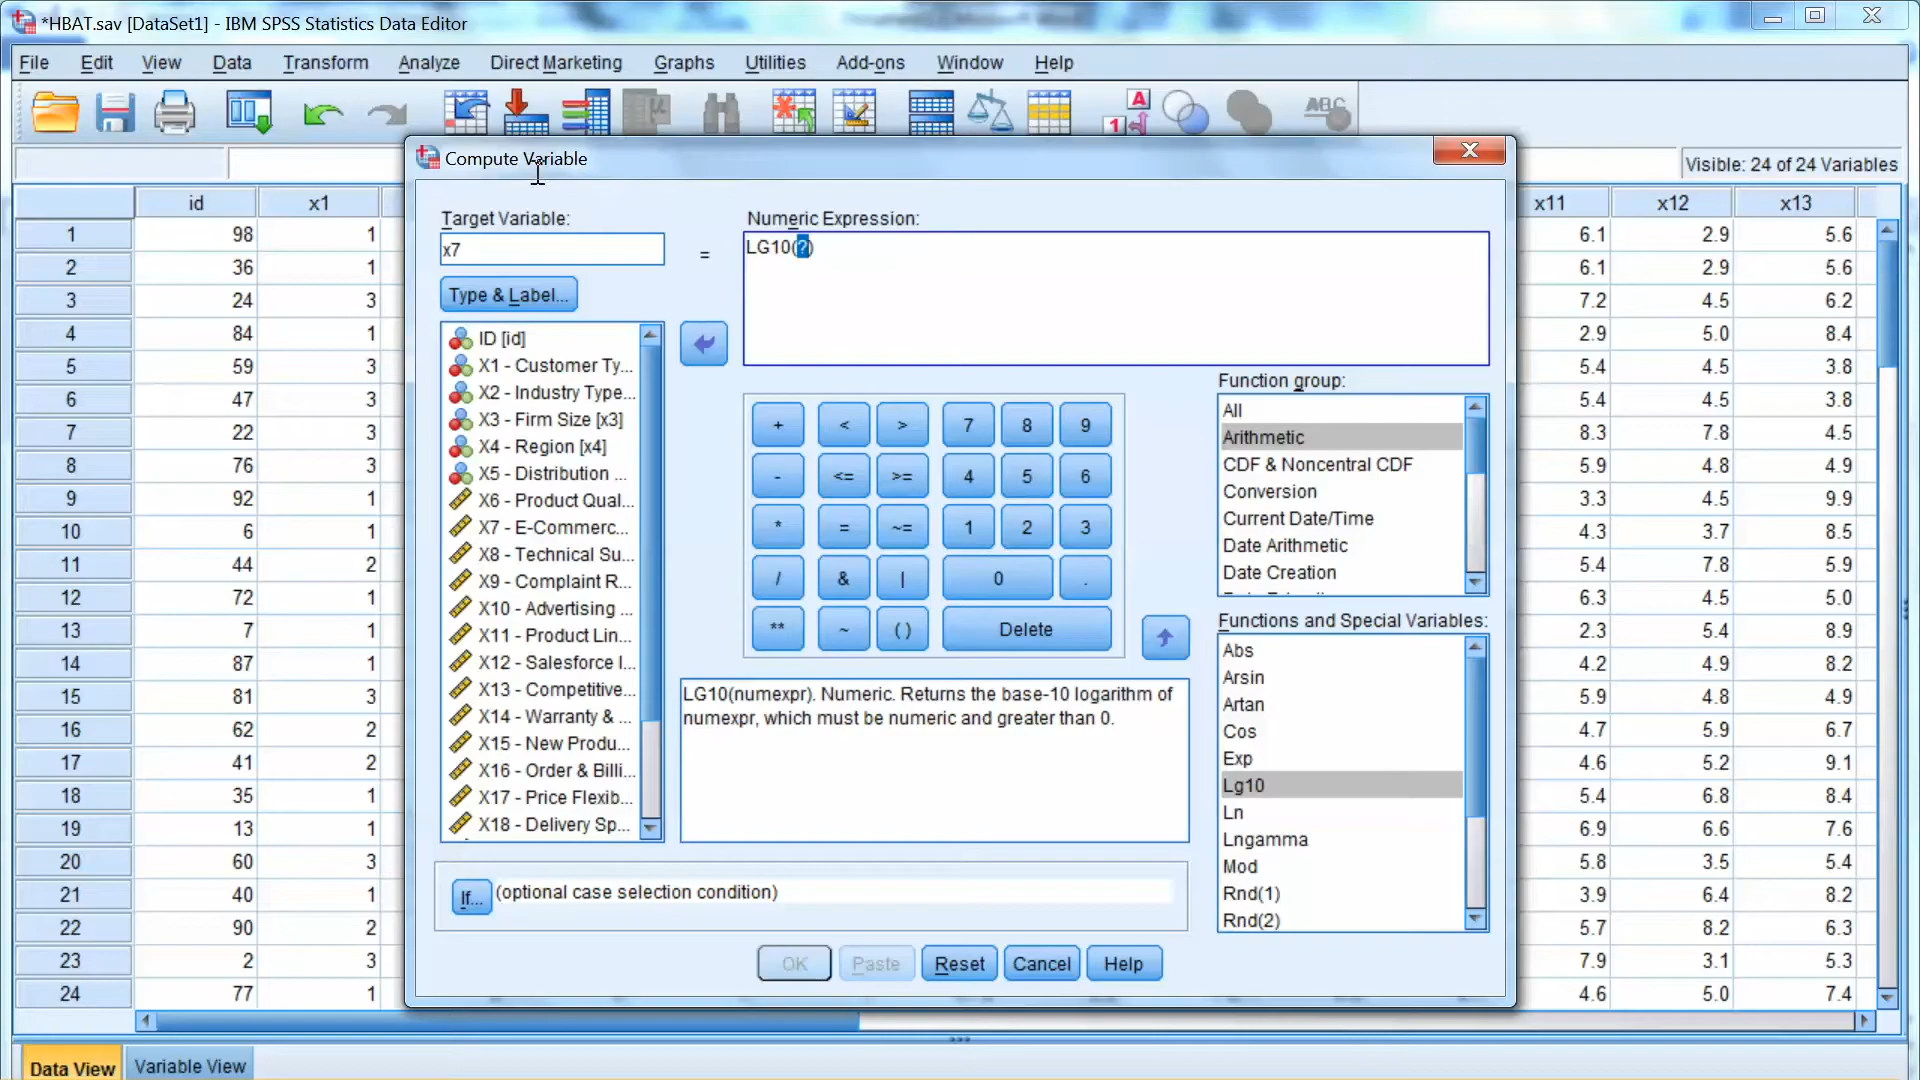 *HBAT.sav [DataSet1] - IBM SPSS Statistics Data Editor
File Edit View Data Transform Analyze Direct Marketing Graphs Utilities Add-ons Window Help
Visible: 24 of 24 Variables
Compute Variable
id x1 x11 x12 x13
1 98 1 6.1 2.9 5.6
2 36 1 6.1 2.9 5.6
3 24 3 7.2 4.5 6.2
4 84 1 2.9 5.0 8.4
5 59 3 5.4 4.5 3.8
6 47 3 5.4 4.5 3.8
7 22 3 8.3 7.8 4.5
8 76 3 5.9 4.8 4.9
9 92 1 3.3 4.5 9.9
10 6 1 4.3 3.7 8.5
11 44 2 5.4 7.8 5.9
12 72 1 6.3 4.5 5.0
13 7 1 2.3 5.4 8.9
14 87 1 4.2 4.9 8.2
15 81 3 5.9 4.8 4.9
16 62 2 4.7 5.9 6.7
17 41 2 4.6 5.2 9.1
18 35 1 5.4 6.8 8.4
19 13 1 6.9 6.6 7.6
20 60 3 5.8 3.5 5.4
21 40 1 3.9 6.4 8.2
22 90 2 5.7 8.2 6.3
23 2 3 7.9 3.1 5.3
24 77 1 4.6 5.0 7.4
Target Variable:
x7
=
Numeric Expression:
LG10(?)
Type & Label...
ID [id]
X1 - Customer Ty...
X2 - Industry Type...
X3 - Firm Size [x3]
X4 - Region [x4]
X5 - Distribution ...
X6 - Product Qual...
X7 - E-Commerc...
X8 - Technical Su...
X9 - Complaint R...
X10 - Advertising ...
X11 - Product Lin...
X12 - Salesforce I...
X13 - Competitive...
X14 - Warranty & ...
X15 - New Produ...
X16 - Order & Billi...
X17 - Price Flexib...
X18 - Delivery Sp...
+ < > 7 8 9
- <= >= 4 5 6
* = ~= 1 2 3
/ & | 0 .
** ~ ( ) Delete
Function group:
All
Arithmetic
CDF & Noncentral CDF
Conversion
Current Date/Time
Date Arithmetic
Date Creation
Functions and Special Variables:
Abs
Arsin
Artan
Cos
Exp
Lg10
Ln
Lngamma
Mod
Rnd(1)
Rnd(2)
LG10(numexpr). Numeric. Returns the base-10 logarithm of
numexpr, which must be numeric and greater than 0.
If... (optional case selection condition)
OK Paste Reset Cancel Help
Data View Variable View